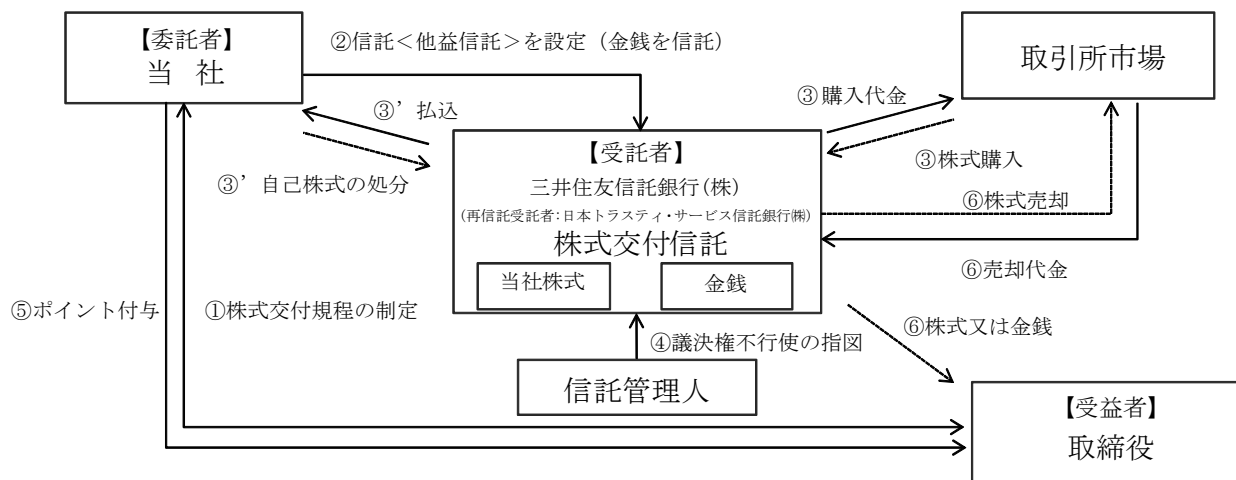 【委託者】
当 社
②信託＜他益信託＞を設定（金銭を信託）
取引所市場
③’払込
③購入代金
③’自己株式の処分
【受託者】
三井住友信託銀行(株)
(再信託受託者:日本トラスティ・サービス信託銀行㈱)
株式交付信託
当社株式
金銭
③株式購入
⑥株式売却
⑥売却代金
⑤ポイント付与
①株式交付規程の制定
④議決権不行使の指図
⑥株式又は金銭
信託管理人
【受益者】
取締役